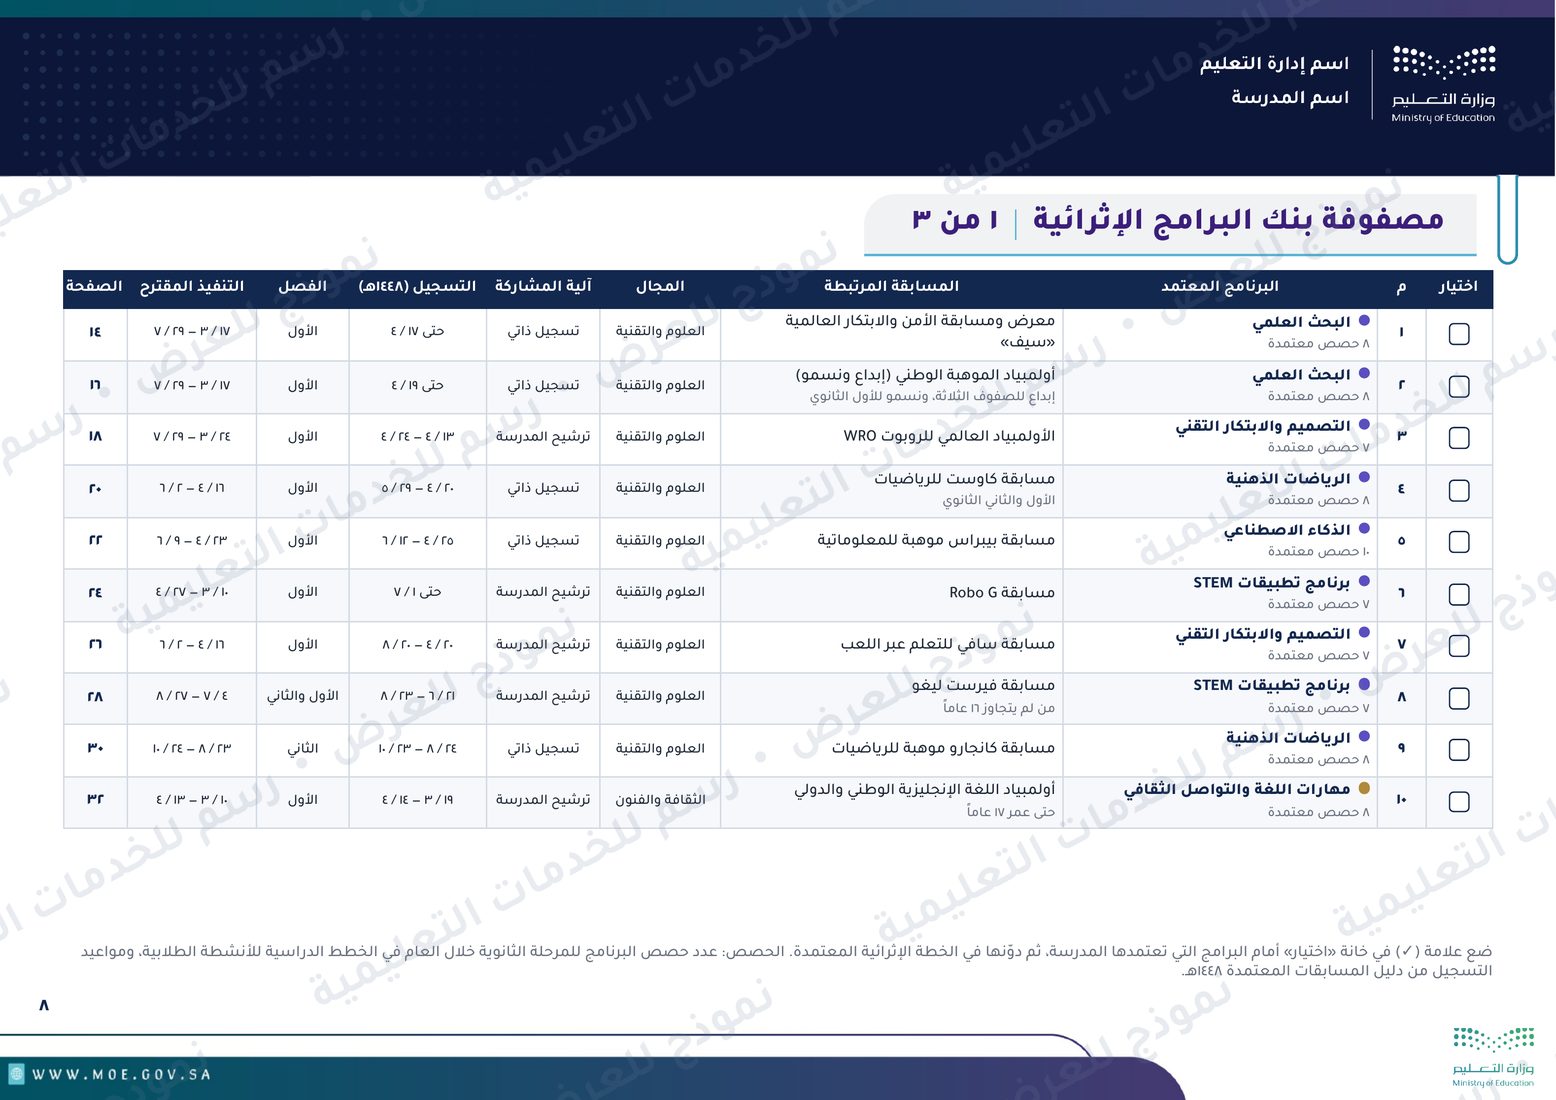 وزارة التعليم
Ministry of Education
اسم إدارة التعليم
اسم المدرسة
مصفوفة بنك البرامج الإثرائية | ١ من ٣
اختيار م البرنامج المعتمد المسابقة المرتبطة المجال آلية المشاركة التسجيل (١٤٤٨هـ) الفصل التنفيذ المقترح الصفحة
١ البحث العلمي ٨ حصص معتمدة معرض ومسابقة الأمن والابتكار العالمية «سيف» العلوم والتقنية تسجيل ذاتي حتى ١٧ / ٤ الأول ١٧ / ٣ – ٢٩ / ٧ ١٤
٢ البحث العلمي ٨ حصص معتمدة أولمبياد الموهبة الوطني (إبداع ونسمو) إبداع للصفوف الثلاثة، ونسمو للأول الثانوي العلوم والتقنية تسجيل ذاتي حتى ١٩ / ٤ الأول ١٧ / ٣ – ٢٩ / ٧ ١٦
٣ التصميم والابتكار التقني ٧ حصص معتمدة الأولمبياد العالمي للروبوت WRO العلوم والتقنية ترشيح المدرسة ١٣ / ٤ – ٢٤ / ٤ الأول ٢٤ / ٣ – ٢٩ / ٧ ١٨
٤ الرياضات الذهنية ٨ حصص معتمدة مسابقة كاوست للرياضيات الأول والثاني الثانوي العلوم والتقنية تسجيل ذاتي ٢٠ / ٤ – ٢٩ / ٥ الأول ١٦ / ٤ – ٢ / ٦ ٢٠
٥ الذكاء الاصطناعي ١٠ حصص معتمدة مسابقة بيبراس موهبة للمعلوماتية العلوم والتقنية تسجيل ذاتي ٢٥ / ٤ – ١٢ / ٦ الأول ٢٣ / ٤ – ٩ / ٦ ٢٢
٦ برنامج تطبيقات STEM ٧ حصص معتمدة مسابقة Robo G العلوم والتقنية ترشيح المدرسة حتى ١ / ٧ الأول ١٠ / ٣ – ٢٧ / ٤ ٢٤
٧ التصميم والابتكار التقني ٧ حصص معتمدة مسابقة سافي للتعلم عبر اللعب العلوم والتقنية ترشيح المدرسة ٢٠ / ٤ – ٢٠ / ٨ الأول ١٦ / ٤ – ٢ / ٦ ٢٦
٨ برنامج تطبيقات STEM ٧ حصص معتمدة مسابقة فيرست ليغو من لم يتجاوز ١٦ عاماً العلوم والتقنية ترشيح المدرسة ٢١ / ٦ – ٢٣ / ٨ الأول والثاني ٤ / ٧ – ٢٧ / ٨ ٢٨
٩ الرياضات الذهنية ٨ حصص معتمدة مسابقة كانجارو موهبة للرياضيات العلوم والتقنية تسجيل ذاتي ٢٤ / ٨ – ٢٣ / ١٠ الثاني ٢٣ / ٨ – ٢٤ / ١٠ ٣٠
١٠ مهارات اللغة والتواصل الثقافي ٨ حصص معتمدة أولمبياد اللغة الإنجليزية الوطني والدولي حتى عمر ١٧ عاماً الثقافة والفنون ترشيح المدرسة ١٩ / ٣ – ١٤ / ٤ الأول ١٠ / ٣ – ١٣ / ٤ ٣٢
ضع علامة (✓) في خانة «اختيار» أمام البرامج التي تعتمدها المدرسة، ثم دوّنها في الخطة الإثرائية المعتمدة. الحصص: عدد حصص البرنامج للمرحلة الثانوية خلال العام في الخطط الدراسية للأنشطة الطلابية، ومواعيد
التسجيل من دليل المسابقات المعتمدة ١٤٤٨هـ.
٨
WWW.MOE.GOV.SA
وزارة التعليم
Ministry of Education
نموذج للعرض • رسم للخدمات التعليمية